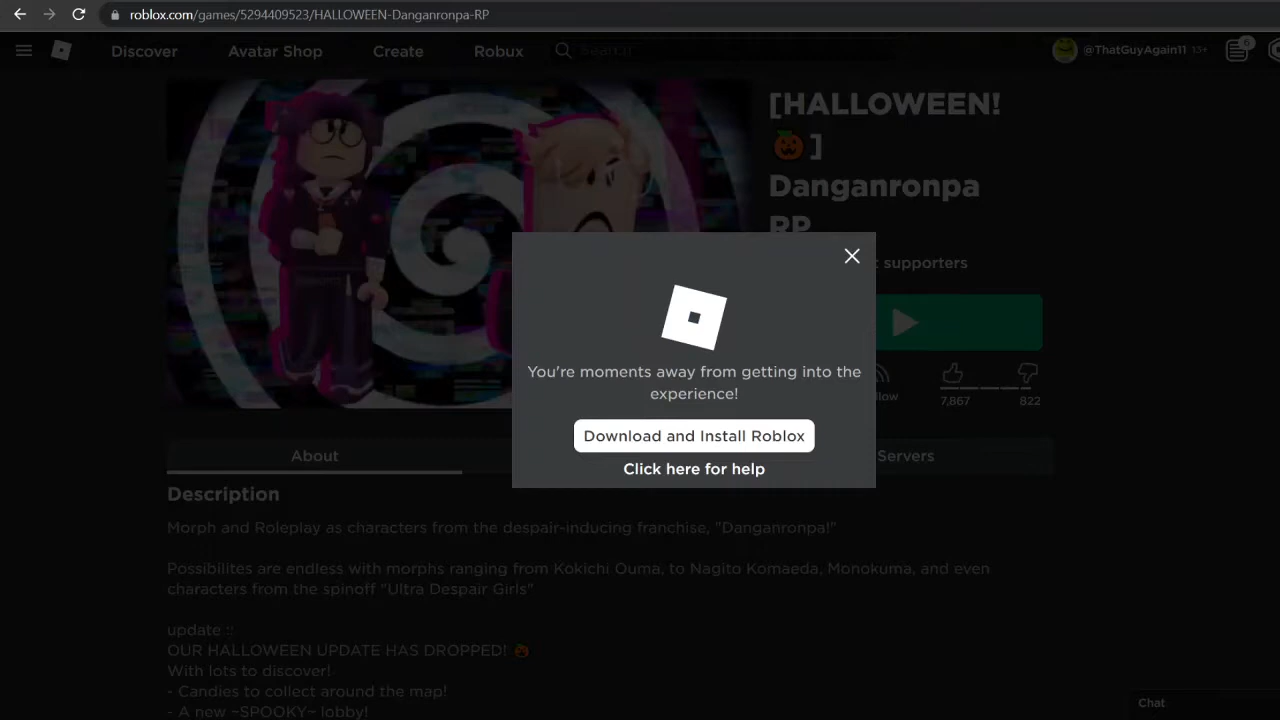 roblox.com/games/5294409523/HALLOWEEN-Danganronpa-RP
Discover
Avatar Shop
Create
Robux
Search
@ThatGuyAgain11 13+
6
[HALLOWEEN!
🎃]
Danganronpa
RP
supporters
You're moments away from getting into the
experience!
Download and Install Roblox
Click here for help
7,867
822
About
Servers
Description
Morph and Roleplay as characters from the despair-inducing franchise, "Danganronpa!"
Possibilites are endless with morphs ranging from Kokichi Ouma, to Nagito Komaeda, Monokuma, and even
characters from the spinoff "Ultra Despair Girls"
update ::
OUR HALLOWEEN UPDATE HAS DROPPED! 🎃
With lots to discover!
- Candies to collect around the map!
- A new ~SPOOKY~ lobby!
Chat